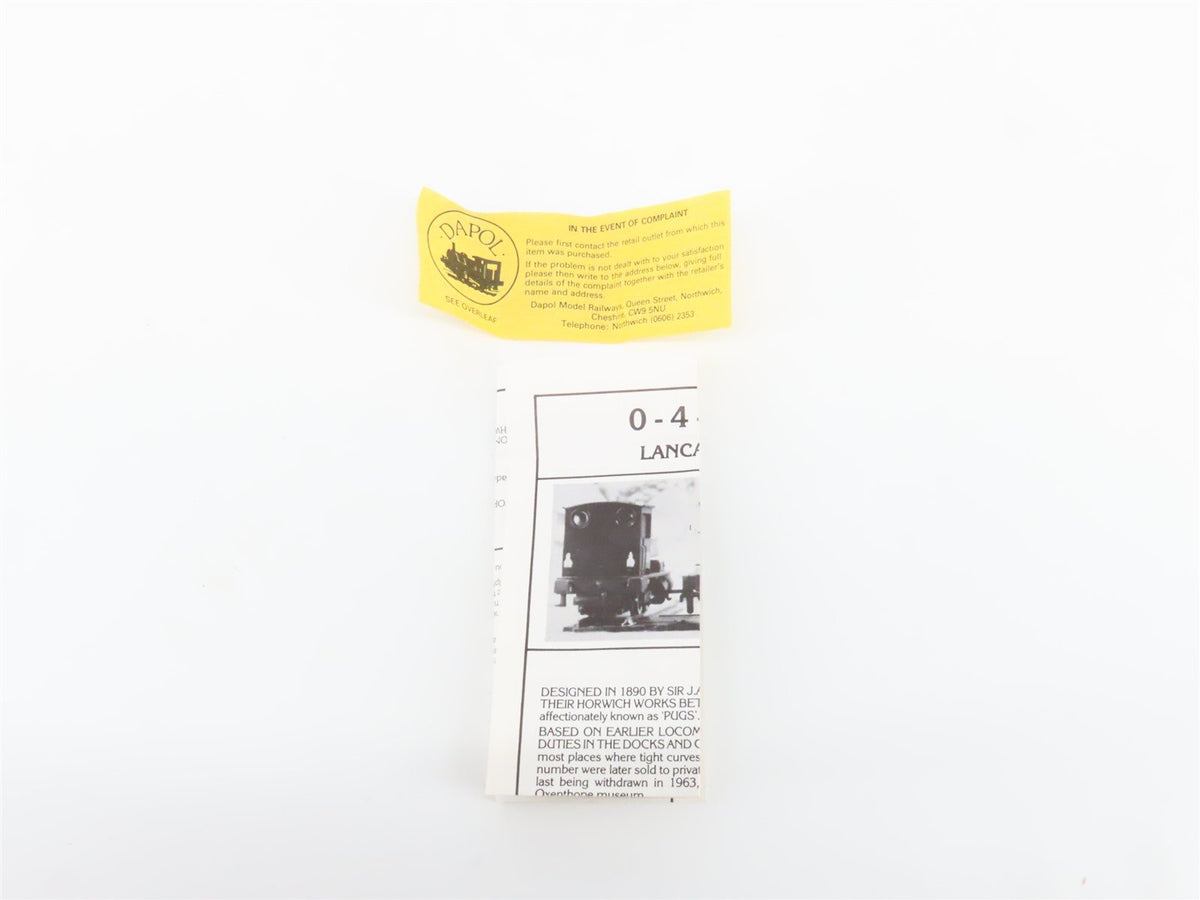 DAPOL
SEE OVERLEAF
IN THE EVENT OF COMPLAINT
Please first contact the retail outlet from which this
item was purchased.
If the problem is not dealt with to your satisfaction
please then write to the address below, giving full
details of the complaint together with the retailer's
name and address.
Dapol Model Railways, Queen Street, Northwich,
Cheshire, CW9 5NU
Telephone: Northwich (0606) 2353
0 - 4 -
LANCA
DESIGNED IN 1890 BY SIR J.A
THEIR HORWICH WORKS BET
affectionately known as 'PUGS'.
BASED ON EARLIER LOCOM
DUTIES IN THE DOCKS AND
most places where tight curves
number were later sold to privat
last being withdrawn in 1963,
Oxenthope museum